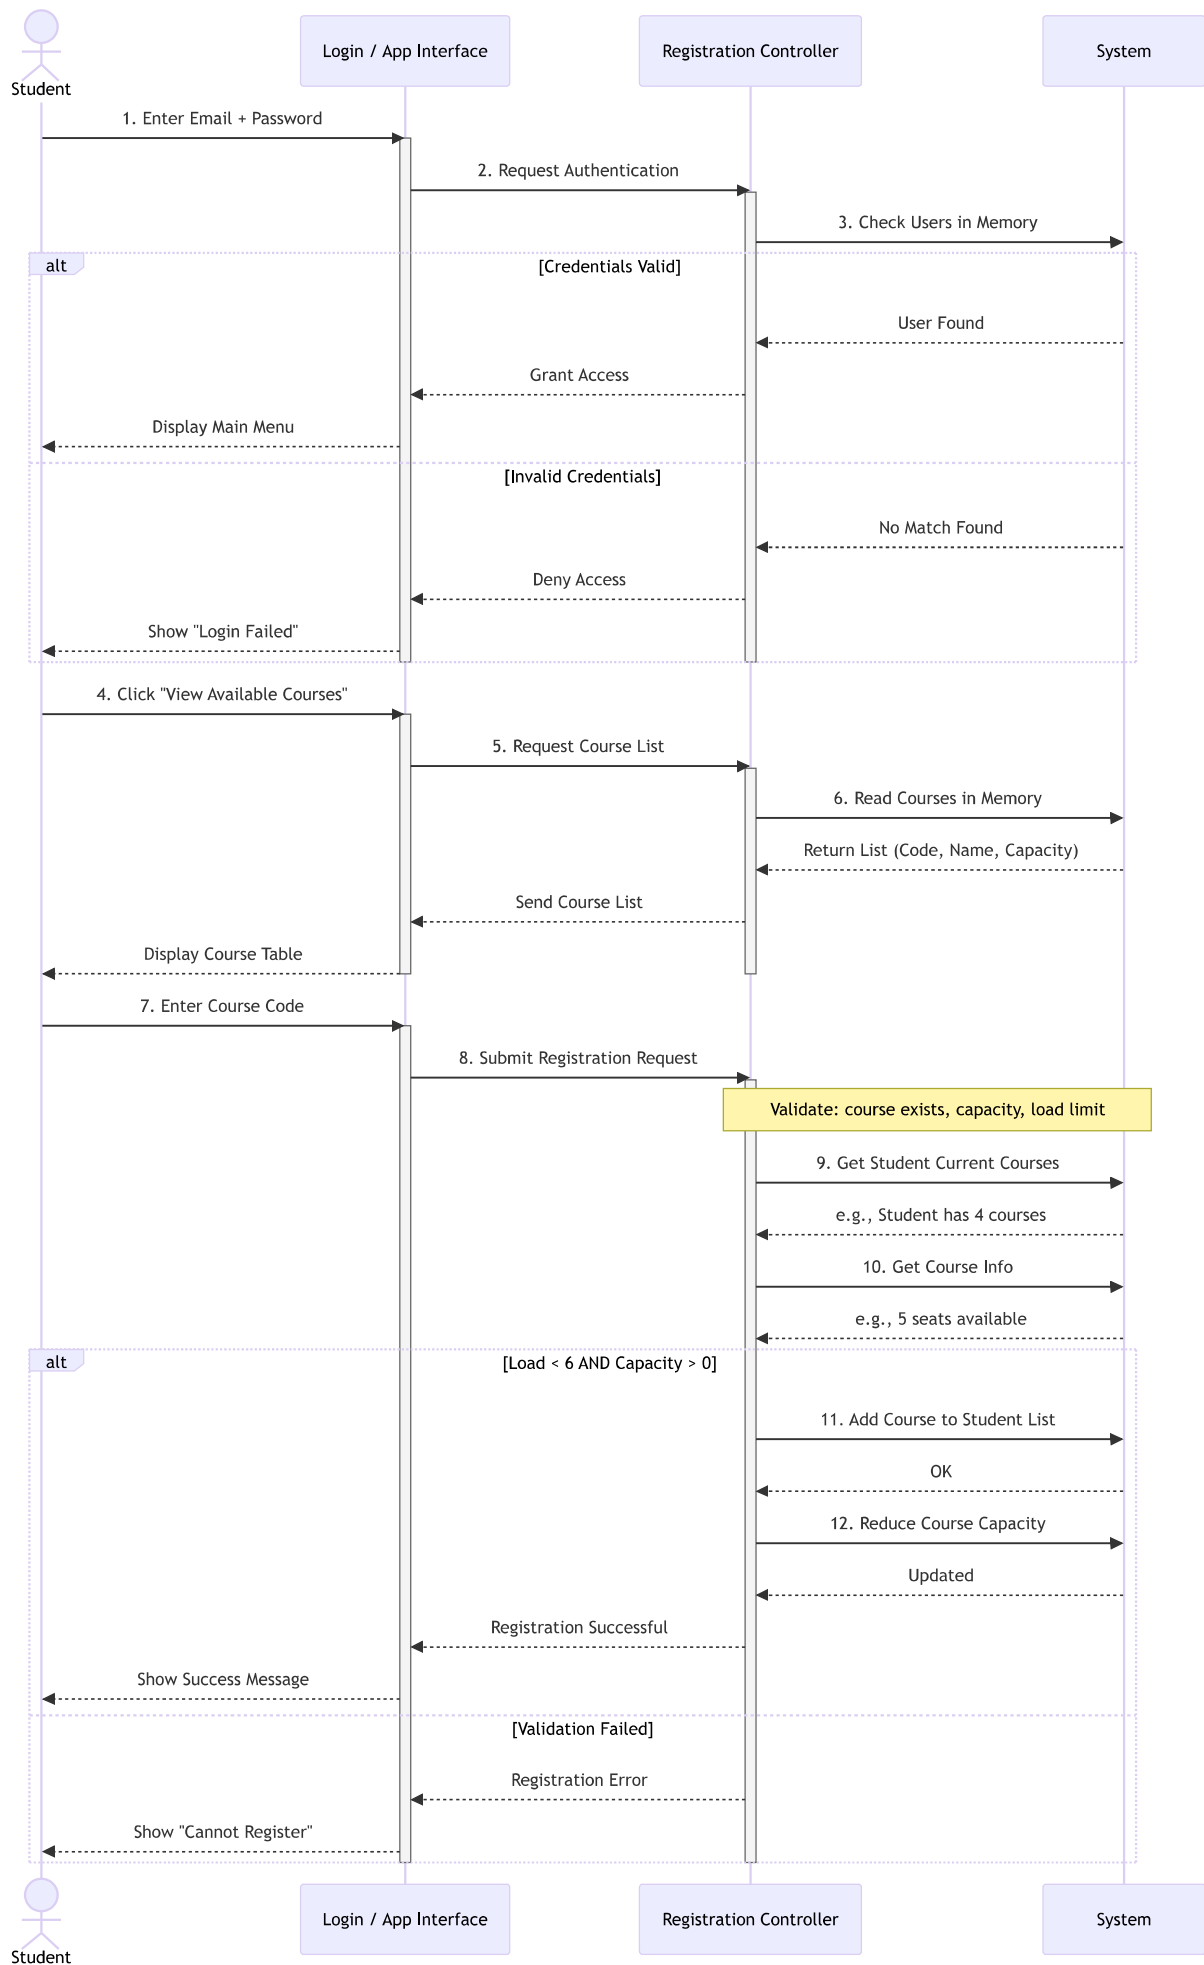 Student
Login / App Interface
Registration Controller
System
1. Enter Email + Password
2. Request Authentication
3. Check Users in Memory
alt
[Credentials Valid]
User Found
Grant Access
Display Main Menu
[Invalid Credentials]
No Match Found
Deny Access
Show "Login Failed"
4. Click "View Available Courses"
5. Request Course List
6. Read Courses in Memory
Return List (Code, Name, Capacity)
Send Course List
Display Course Table
7. Enter Course Code
8. Submit Registration Request
Validate: course exists, capacity, load limit
9. Get Student Current Courses
e.g., Student has 4 courses
10. Get Course Info
e.g., 5 seats available
alt
[Load < 6 AND Capacity > 0]
11. Add Course to Student List
OK
12. Reduce Course Capacity
Updated
Registration Successful
Show Success Message
[Validation Failed]
Registration Error
Show "Cannot Register"
Student
Login / App Interface
Registration Controller
System